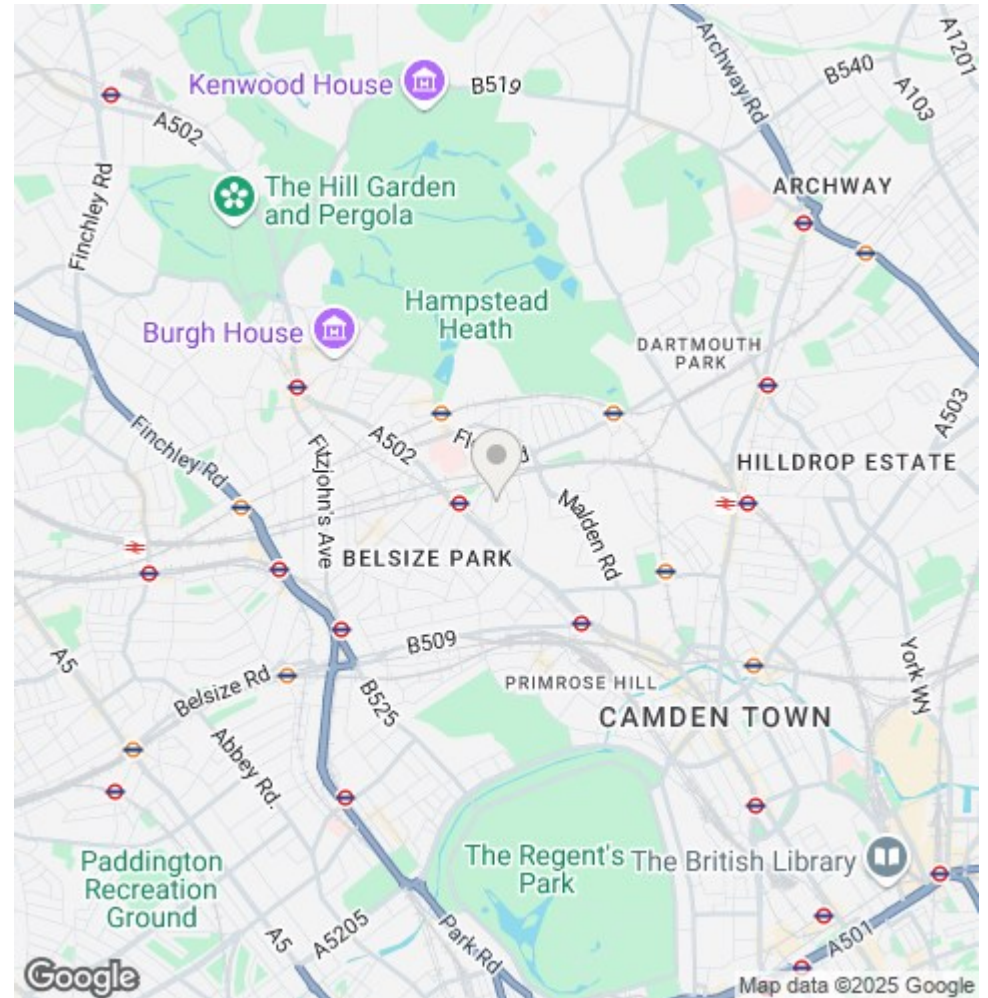 Kenwood House
B519
B540
A1201
A103
Archway Rd
A502
Finchley Rd
The Hill Garden
and Pergola
ARCHWAY
Hampstead
Heath
Burgh House
DARTMOUTH
PARK
A503
Finchley Rd
Fitzjohn's Ave
A502
HILLDROP ESTATE
Malden Rd
BELSIZE PARK
B509
A5
Belsize Rd
B525
PRIMROSE HILL
York Wy
CAMDEN TOWN
Abbey Rd.
Paddington
Recreation
Ground
The Regent's
Park
The British Library
A5
A5205
Park Rd
A501
Google
Map data ©2025 Google